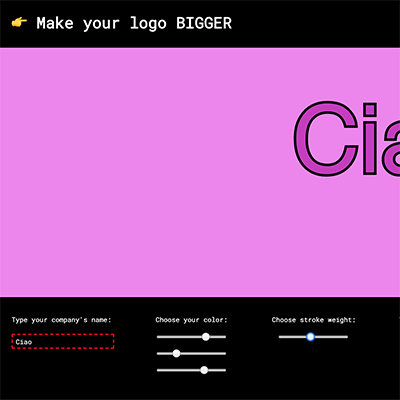 👉 Make your logo BIGGER
Cia
Type your company's name:
Choose your color:
Choose stroke weight:
Ciao